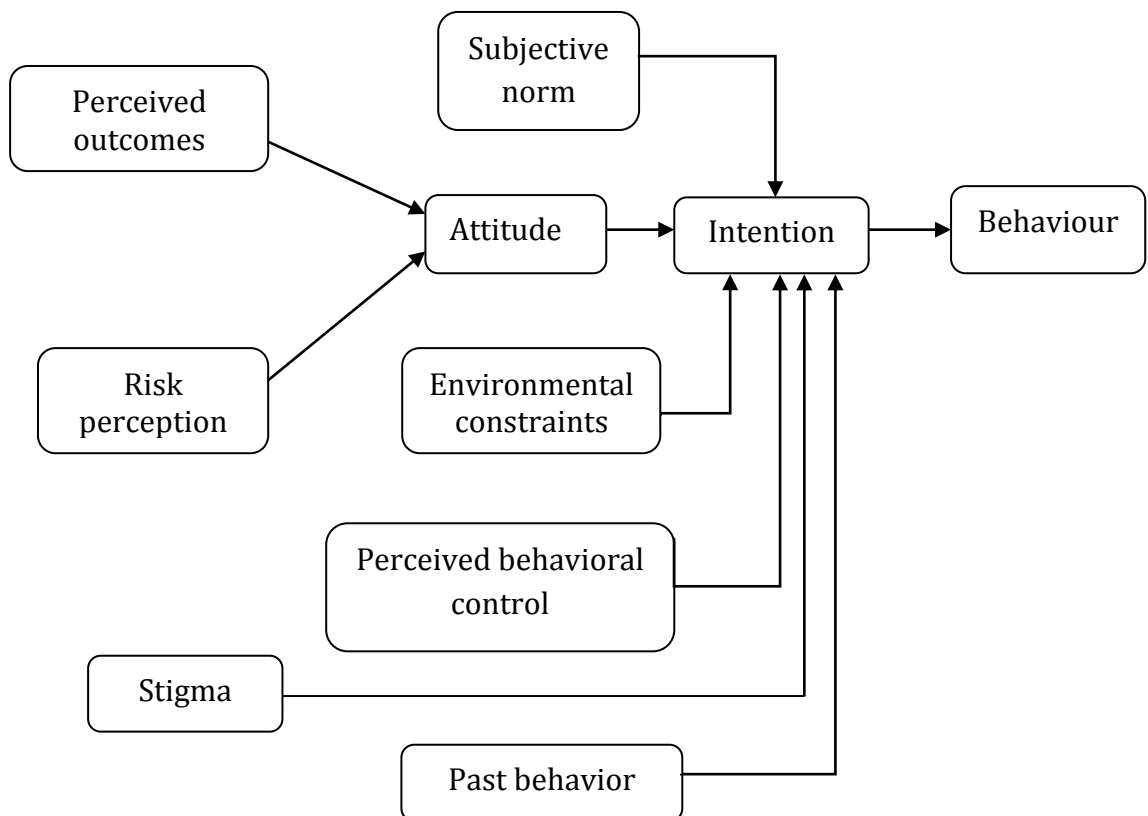 Subjective
norm
Perceived
outcomes
Attitude
Intention
Behaviour
Risk
perception
Environmental
constraints
Perceived behavioral
control
Stigma
Past behavior